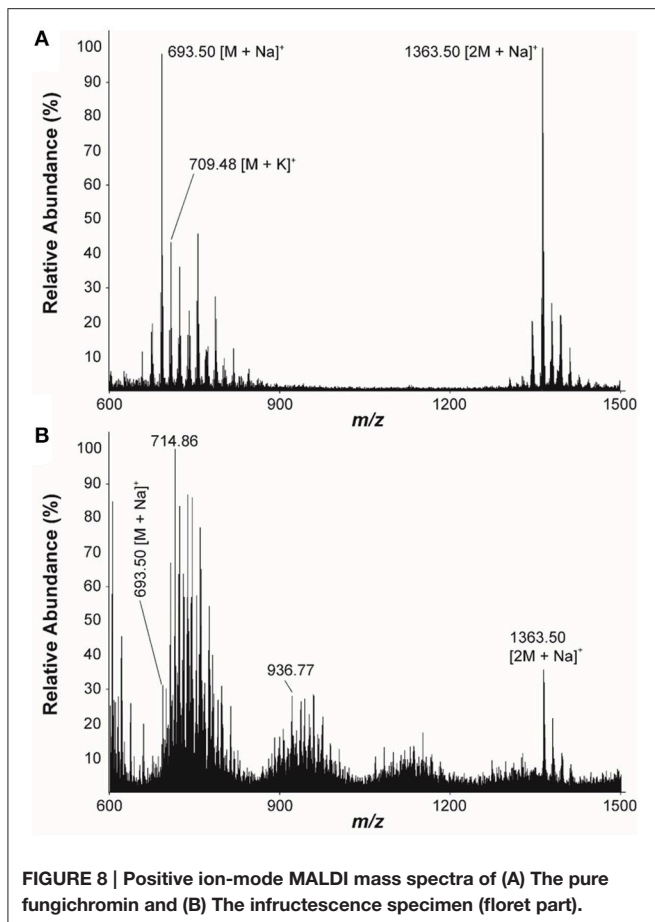 A
Relative Abundance (%)
100
90
80
70
60
50
40
30
20
10
693.50 [M + Na]⁺
1363.50 [2M + Na]⁺
709.48 [M + K]⁺
600
900
1200
1500
m/z
B
Relative Abundance (%)
100
90
80
70
60
50
40
30
20
10
714.86
693.50 [M + Na]⁺
936.77
1363.50
[2M + Na]⁺
600
900
1200
1500
m/z
FIGURE 8 | Positive ion-mode MALDI mass spectra of (A) The pure
fungichromin and (B) The infructescence specimen (floret part).